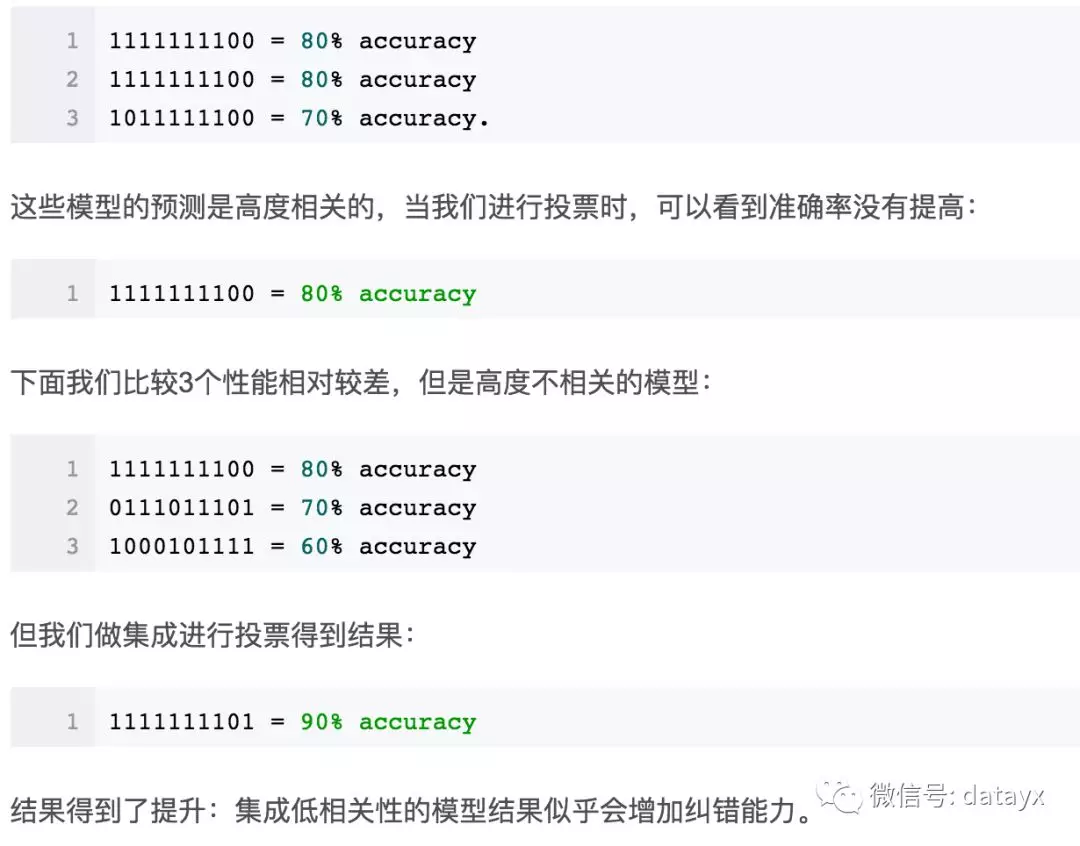 1 1111111100 = 80% accuracy
2 1111111100 = 80% accuracy
3 1011111100 = 70% accuracy.
这些模型的预测是高度相关的，当我们进行投票时，可以看到准确率没有提高：
1 1111111100 = 80% accuracy
下面我们比较3个性能相对较差，但是高度不相关的模型：
1 1111111100 = 80% accuracy
2 0111011101 = 70% accuracy
3 1000101111 = 60% accuracy
但我们做集成进行投票得到结果：
1 1111111101 = 90% accuracy
结果得到了提升：集成低相关性的模型结果似乎会增加纠错能力。
微信号: datayx